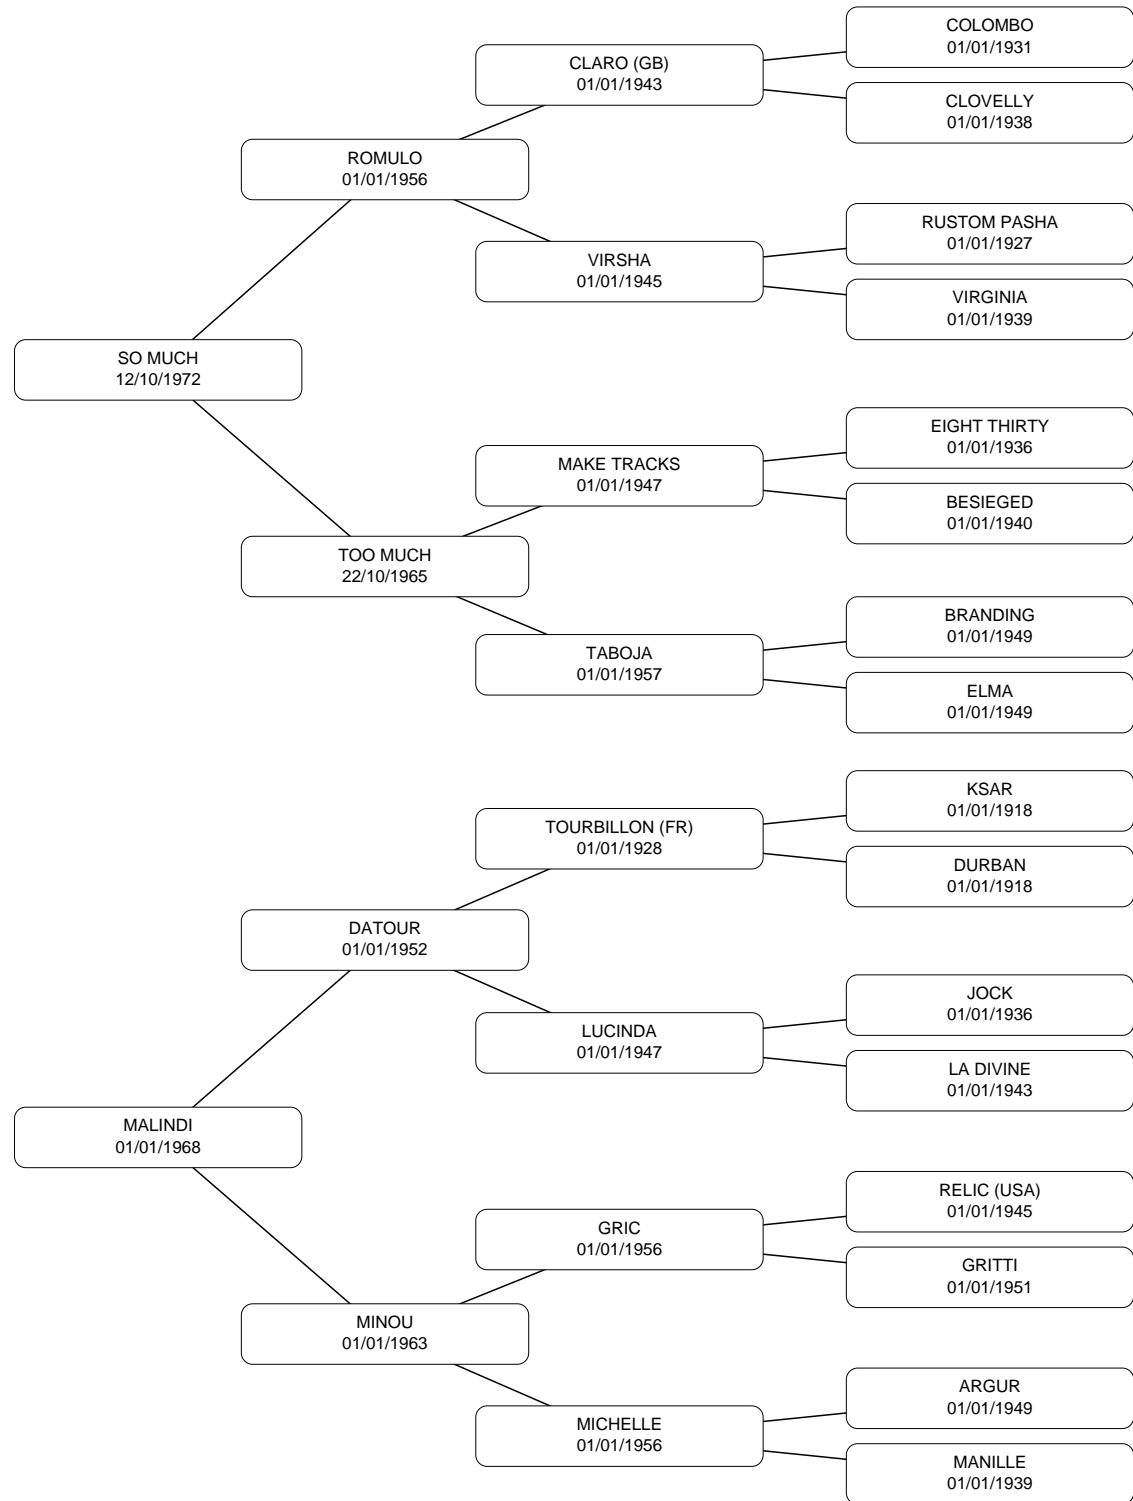 COLOMBO
01/01/1931
CLARO (GB)
01/01/1943
CLOVELLY
01/01/1938
ROMULO
01/01/1956
RUSTOM PASHA
01/01/1927
VIRSHA
01/01/1945
VIRGINIA
01/01/1939
SO MUCH
12/10/1972
EIGHT THIRTY
01/01/1936
MAKE TRACKS
01/01/1947
BESIEGED
01/01/1940
TOO MUCH
22/10/1965
BRANDING
01/01/1949
TABOJA
01/01/1957
ELMA
01/01/1949
KSAR
01/01/1918
TOURBILLON (FR)
01/01/1928
DURBAN
01/01/1918
DATOUR
01/01/1952
JOCK
01/01/1936
LUCINDA
01/01/1947
LA DIVINE
01/01/1943
MALINDI
01/01/1968
RELIC (USA)
01/01/1945
GRIC
01/01/1956
GRITTI
01/01/1951
MINOU
01/01/1963
ARGUR
01/01/1949
MICHELLE
01/01/1956
MANILLE
01/01/1939